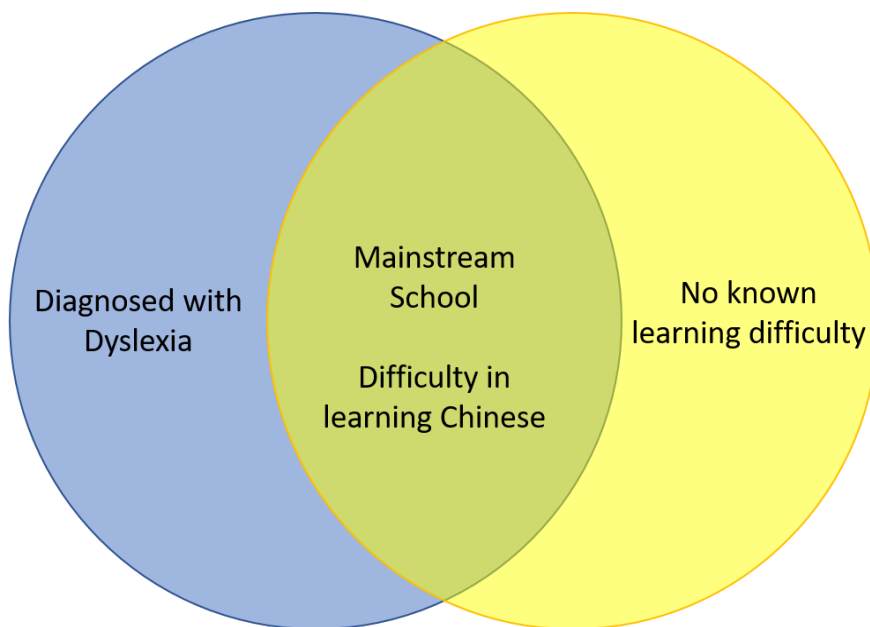 Diagnosed with
Dyslexia
Mainstream
School
Difficulty in
learning Chinese
No known
learning difficulty